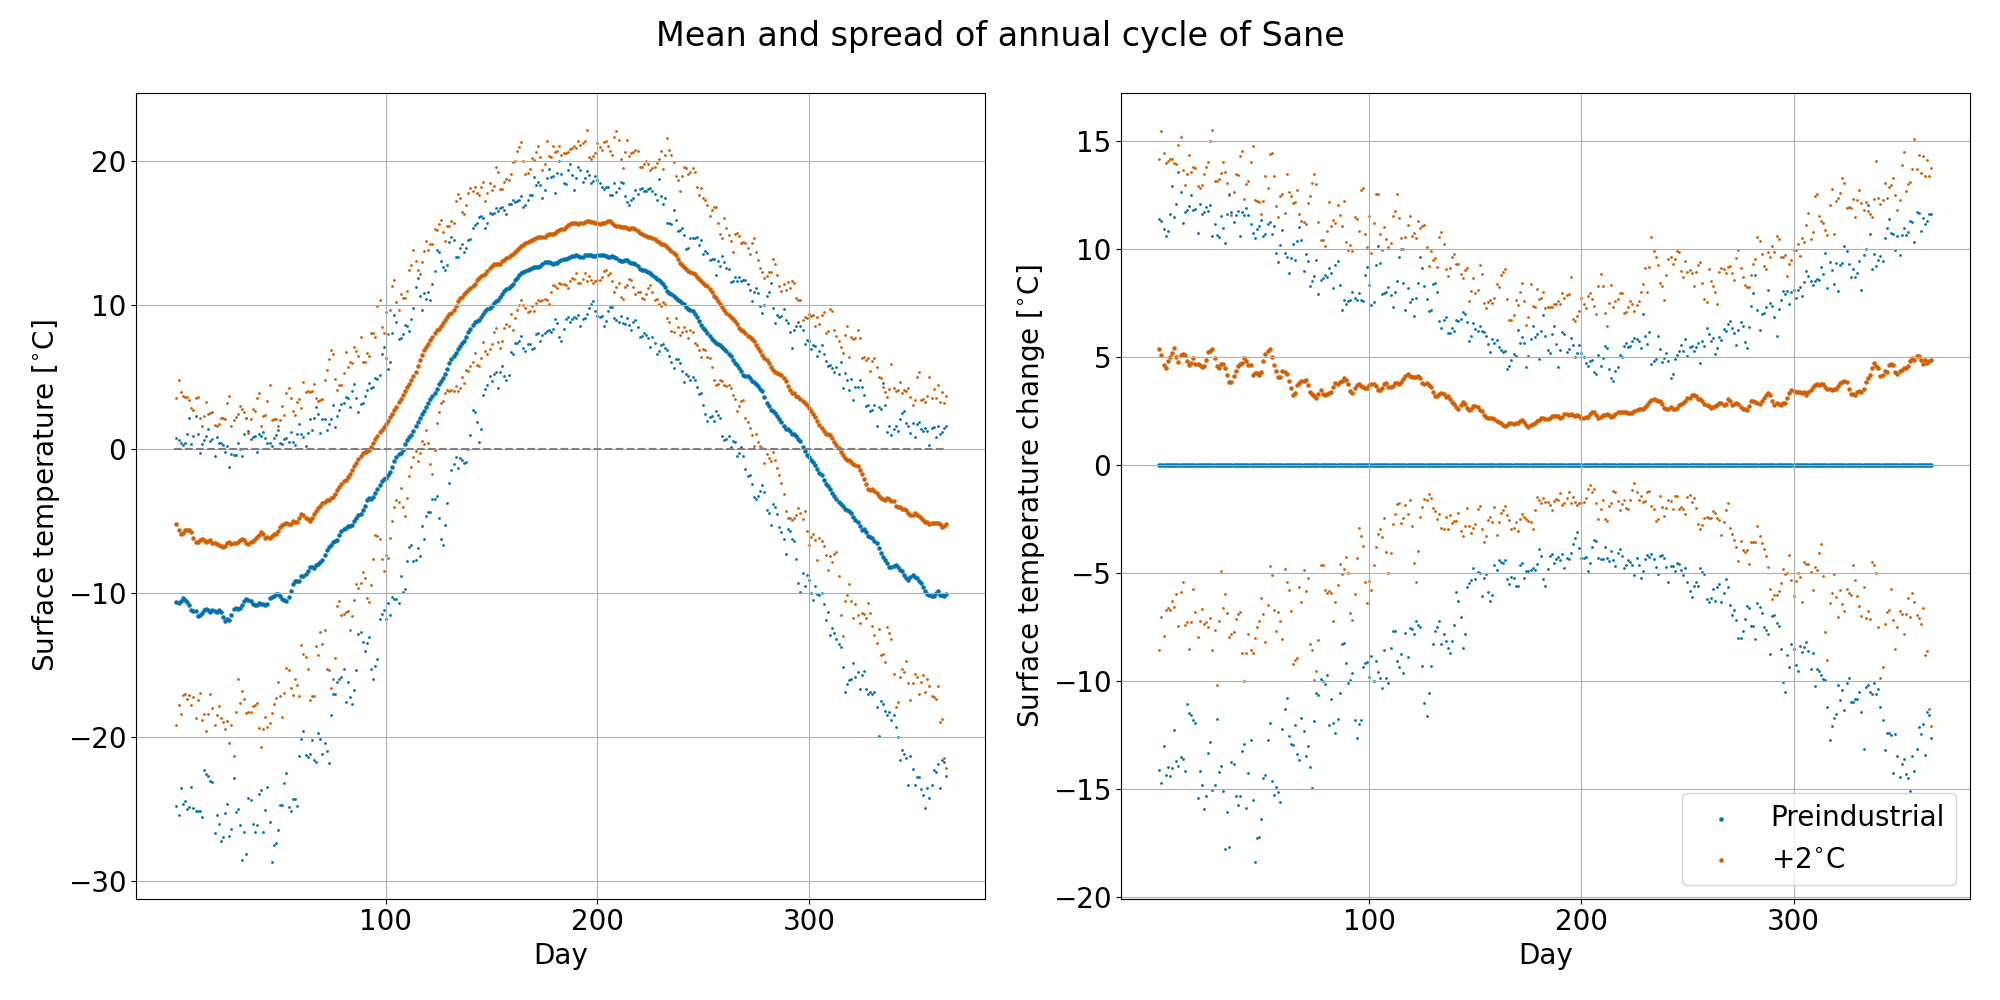 Mean and spread of annual cycle of Sane
Surface temperature [°C]
20
10
0
−10
−20
−30
100 200 300
Day
Surface temperature change [°C]
15
10
5
0
−5
−10
−15
−20
100 200 300
Day
Preindustrial
+2°C